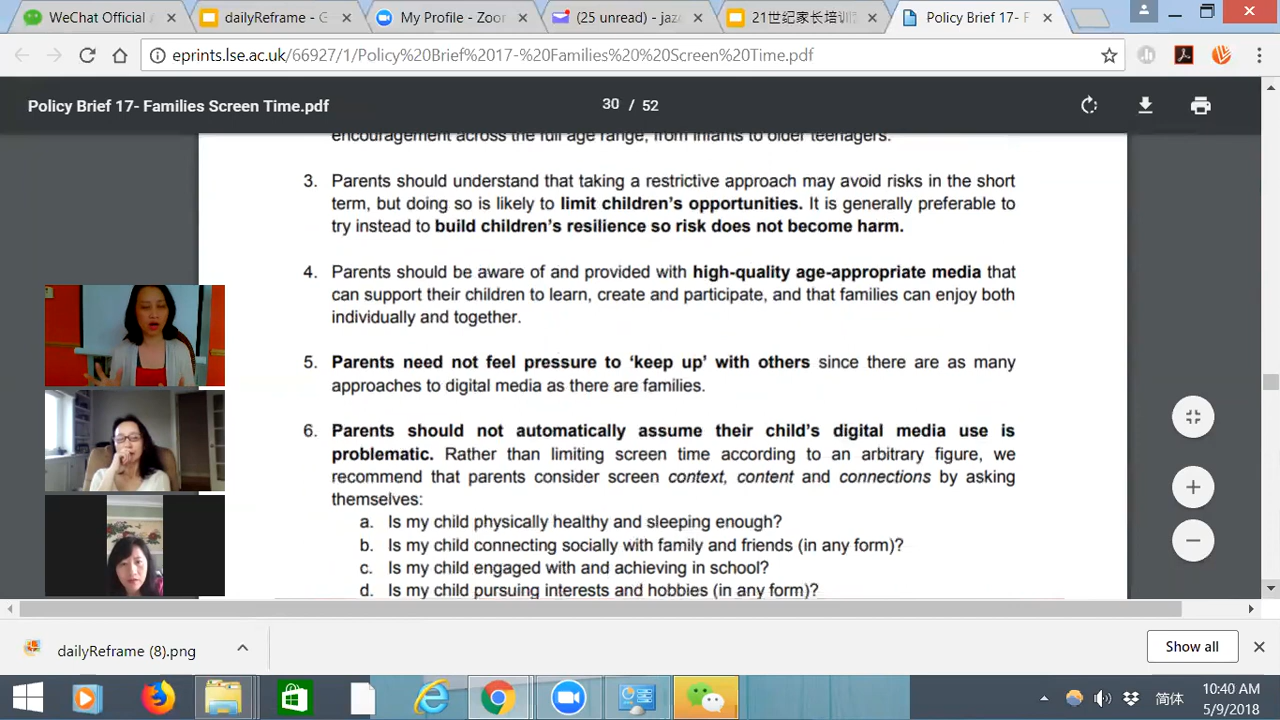 WeChat Official A
dailyReframe - G
My Profile - Zoom
(25 unread) - jaz
21世纪家长培训
Policy Brief 17- F
eprints.lse.ac.uk/66927/1/Policy%20Brief%2017-%20Families%20%20Screen%20Time.pdf
Policy Brief 17- Families Screen Time.pdf
30 / 52
encouragement across the full age range, from infants to older teenagers.
3. Parents should understand that taking a restrictive approach may avoid risks in the short
term, but doing so is likely to limit children's opportunities. It is generally preferable to
try instead to build children's resilience so risk does not become harm.
4. Parents should be aware of and provided with high-quality age-appropriate media that
can support their children to learn, create and participate, and that families can enjoy both
individually and together.
5. Parents need not feel pressure to 'keep up' with others since there are as many
approaches to digital media as there are families.
6. Parents should not automatically assume their child's digital media use is
problematic. Rather than limiting screen time according to an arbitrary figure, we
recommend that parents consider screen context, content and connections by asking
themselves:
a. Is my child physically healthy and sleeping enough?
b. Is my child connecting socially with family and friends (in any form)?
c. Is my child engaged with and achieving in school?
d. Is my child pursuing interests and hobbies (in any form)?
dailyReframe (8).png
Show all
简体
10:40 AM
5/9/2018